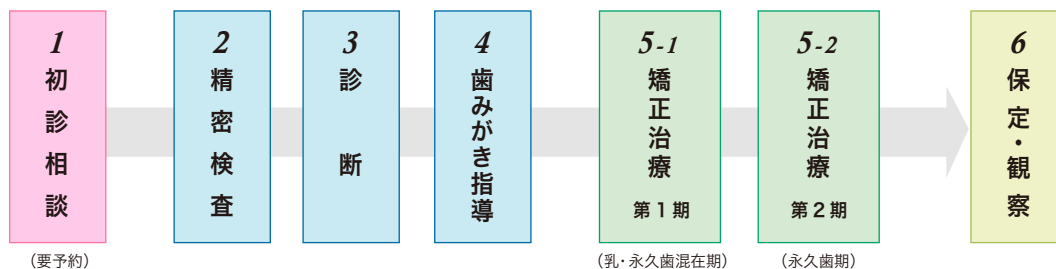 1
初診相談
(要予約)
2
精密検査
3
診断
4
歯みがき指導
5-1
矯正治療
第1期
(乳・永久歯混在期)
5-2
矯正治療
第2期
(永久歯期)
6
保定・観察